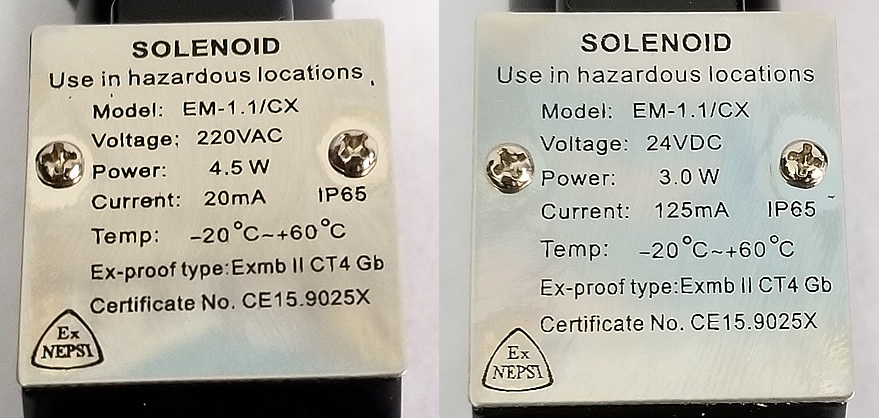 SOLENOID
Use in hazardous locations
Model: EM-1.1/CX
Voltage: 220VAC
Power: 4.5 W
Current: 20mA IP65
Temp: -20°C~+60°C
Ex-proof type:Exmb II CT4 Gb
Certificate No. CE15.9025X
Ex
NEPSI
SOLENOID
Use in hazardous locations
Model: EM-1.1/CX
Voltage: 24VDC
Power: 3.0 W
Current: 125mA IP65
Temp: -20°C~+60°C
Ex-proof type:Exmb II CT4 Gb
Certificate No. CE15.9025X
Ex
NEPSI